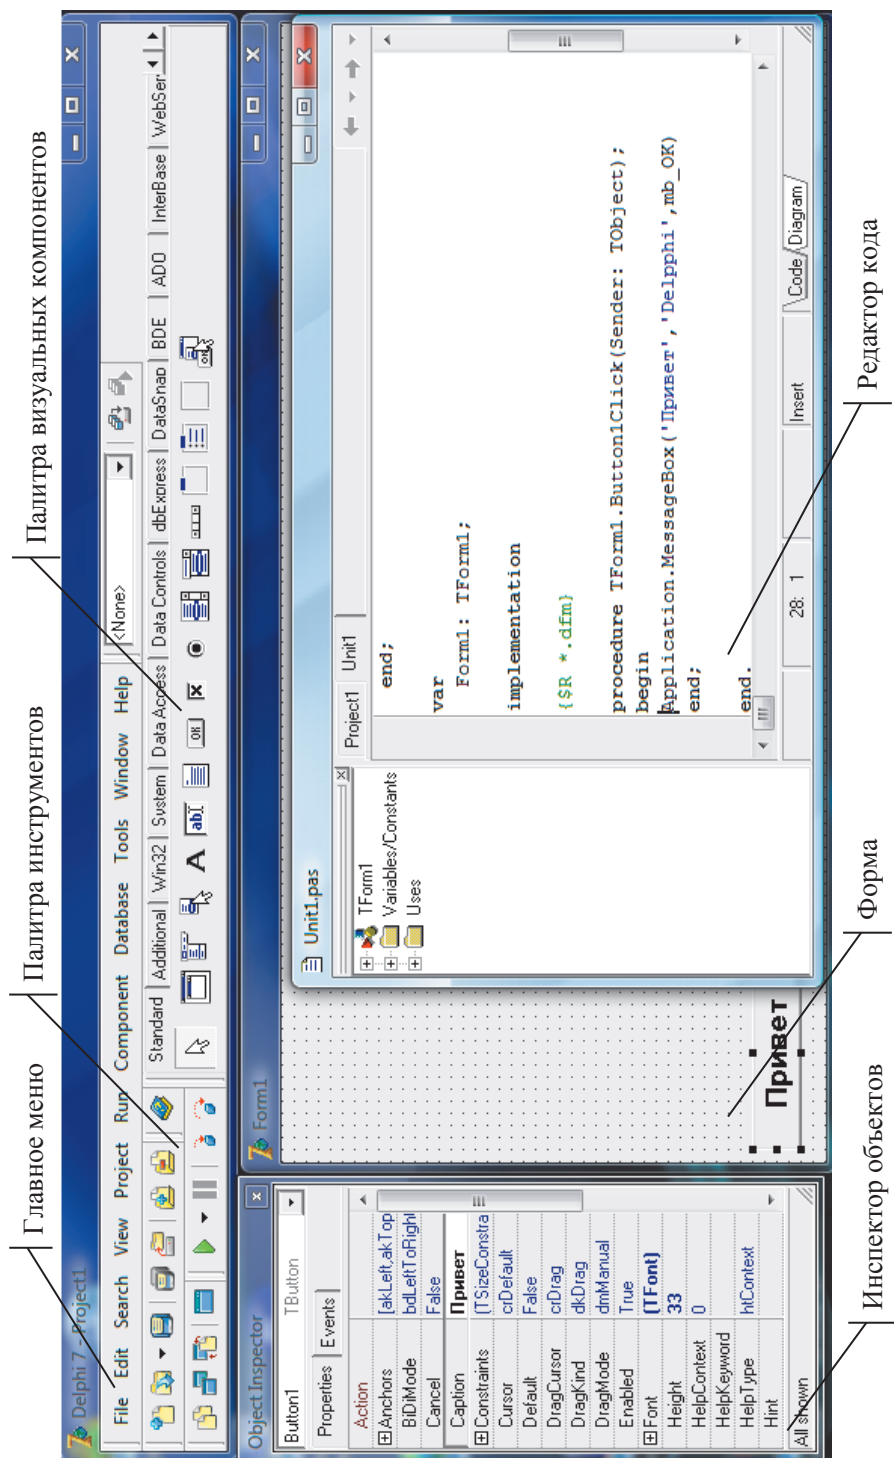 Главное меню
Палитра инструментов
Палитра визуальных компонентов
Delphi 7 - Project1
File Edit Search View Project Run Component Database Tools Window Help
<None>
Standard Additional Win32 System Data Access Data Controls dbExpress DataSnap BDE ADO InterBase WebSer
A ab OK
Object Inspector
Button1 TButton
Properties Events
Action
Anchors [akLeft,akTop
BiDiMode bdLeftToRight
Cancel False
Caption Привет
Constraints (TSizeConstra
Cursor crDefault
Default False
DragCursor crDrag
DragKind dkDrag
DragMode dmManual
Enabled True
Font (TFont)
Height 33
HelpContext 0
HelpKeyword
HelpType htContext
Hint
All shown
Form1
Привет
Unit1.pas
TForm1
Variables/Constants
Uses
Project1 Unit1
end;
var
Form1: TForm1;
implementation
{$R *.dfm}
procedure TForm1.Button1Click(Sender: TObject);
begin
Application.MessageBox('Привет','Delpphi',mb_OK)
end;
end.
28: 1 Insert Code Diagram
Инспектор объектов
Форма
Редактор кода